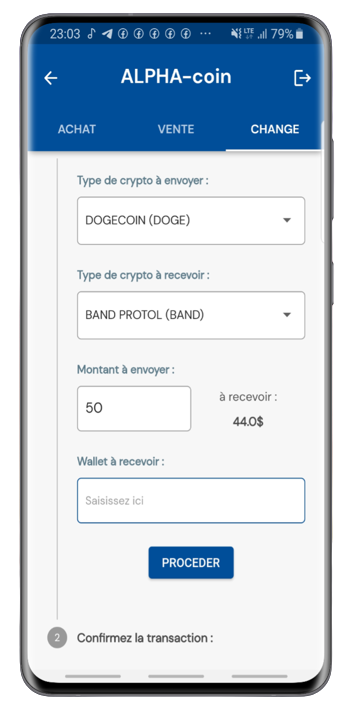 23:03 ... LTE 79%
ALPHA-coin
ACHAT VENTE CHANGE
Type de crypto à envoyer :
DOGECOIN (DOGE)
Type de crypto à recevoir :
BAND PROTOL (BAND)
Montant à envoyer :
à recevoir :
50
44.0$
Wallet à recevoir :
Saisissez ici
PROCEDER
2 Confirmez la transaction :